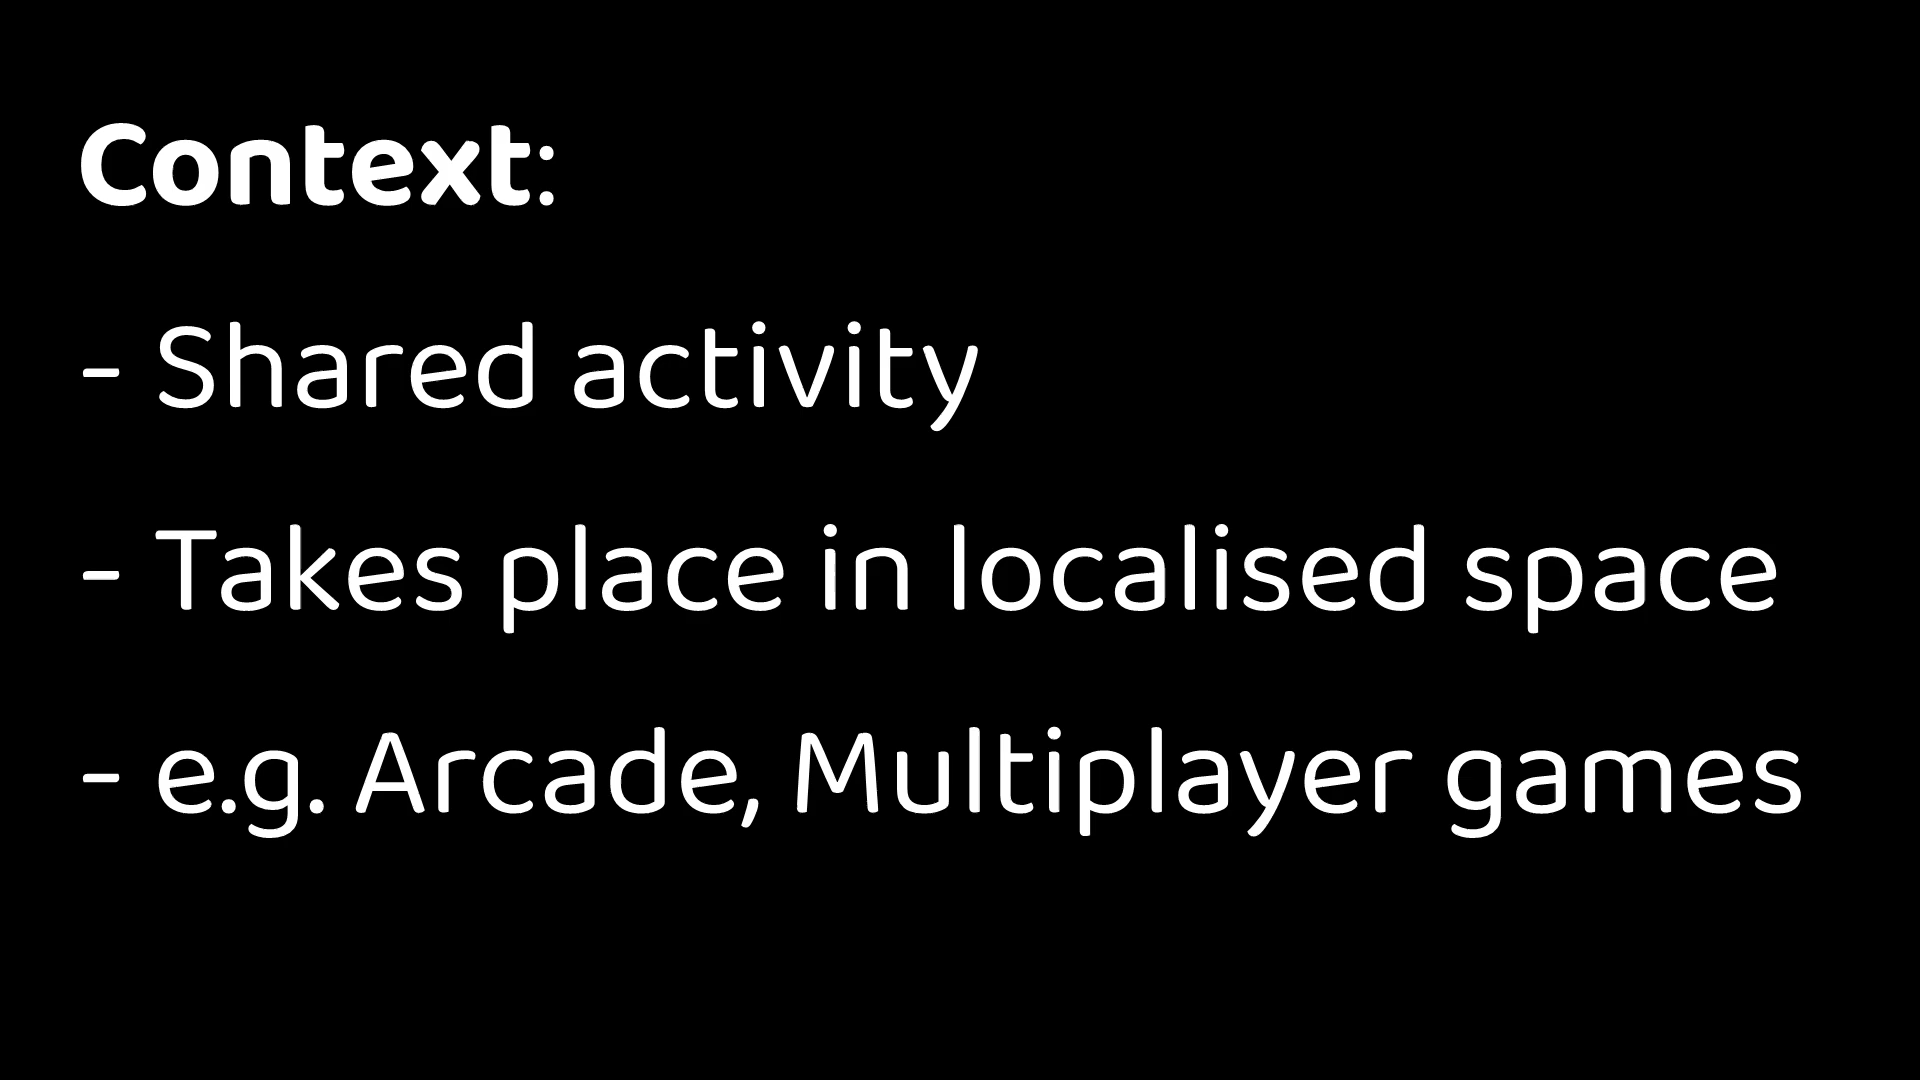 Context:
- Shared activity
- Takes place in localised space
- e.g. Arcade, Multiplayer games